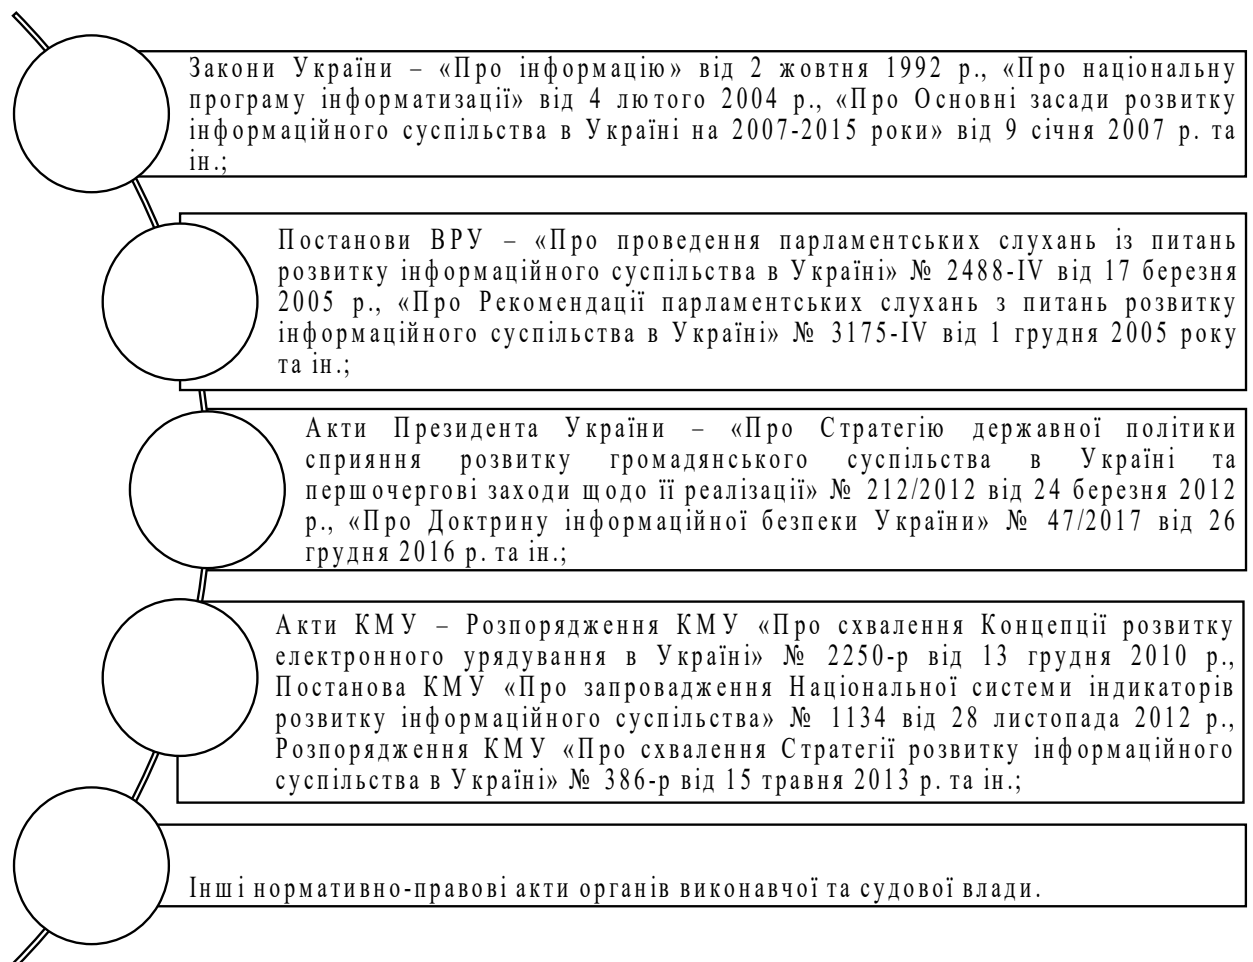 Закони України – «Про інформацію» від 2 жовтня 1992 р., «Про національну
програму інформатизації» від 4 лютого 2004 р., «Про Основні засади розвитку
інформаційного суспільства в Україні на 2007-2015 роки» від 9 січня 2007 р. та
ін.;
Постанови ВРУ – «Про проведення парламентських слухань із питань
розвитку інформаційного суспільства в Україні» № 2488-IV від 17 березня
2005 р., «Про Рекомендації парламентських слухань з питань розвитку
інформаційного суспільства в Україні» № 3175-IV від 1 грудня 2005 року
та ін.;
Акти Президента України – «Про Стратегію державної політики
сприяння розвитку громадянського суспільства в Україні та
першочергові заходи щодо її реалізації» № 212/2012 від 24 березня 2012
р., «Про Доктрину інформаційної безпеки України» № 47/2017 від 26
грудня 2016 р. та ін.;
Акти КМУ – Розпорядження КМУ «Про схвалення Концепції розвитку
електронного урядування в Україні» № 2250-р від 13 грудня 2010 р.,
Постанова КМУ «Про запровадження Національної системи індикаторів
розвитку інформаційного суспільства» № 1134 від 28 листопада 2012 р.,
Розпорядження КМУ «Про схвалення Стратегії розвитку інформаційного
суспільства в Україні» № 386-р від 15 травня 2013 р. та ін.;
Інші нормативно-правові акти органів виконавчої та судової влади.